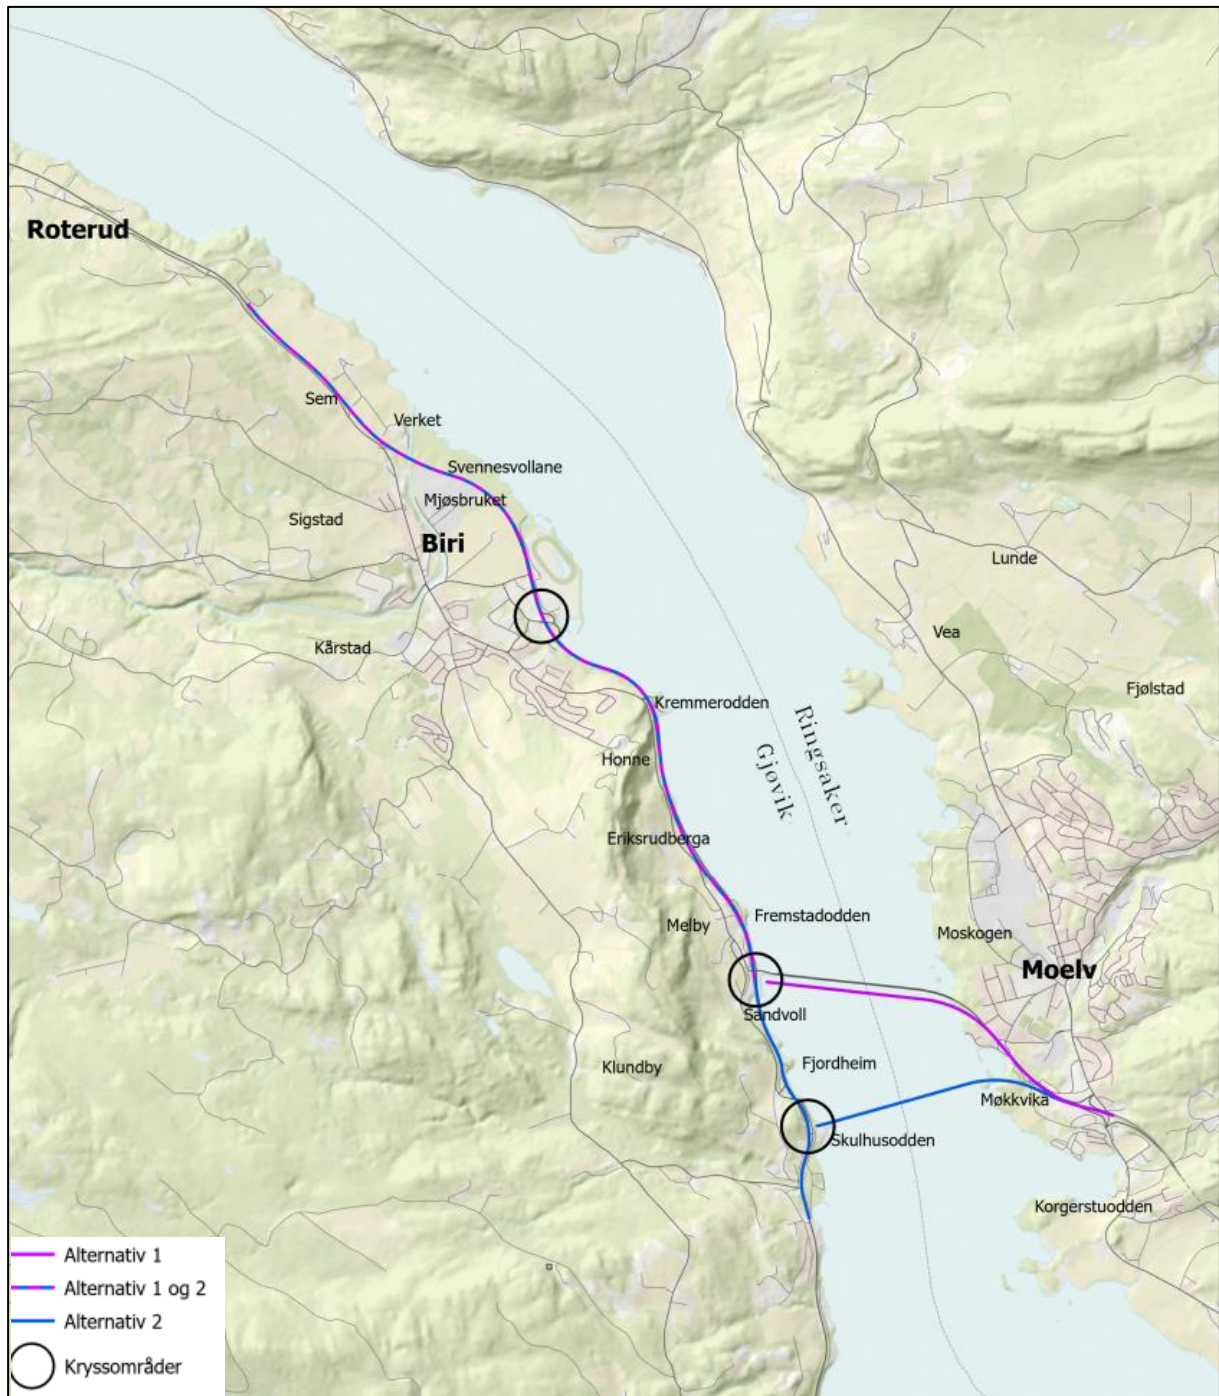 Roterud
Sem
Verket
Svennesvollane
Mjøsbruket
Sigstad
Biri
Lunde
Vea
Kårstad
Fjølstad
Kremmerodden
Ringsaker
Gjøvik
Honne
Eriksrudberga
Fremstadodden
Melby
Moskogen
Moelv
Sandvoll
Fjordheim
Klundby
Møkkvika
Skulhusodden
Korgerstuodden
Alternativ 1
Alternativ 1 og 2
Alternativ 2
Kryssområder